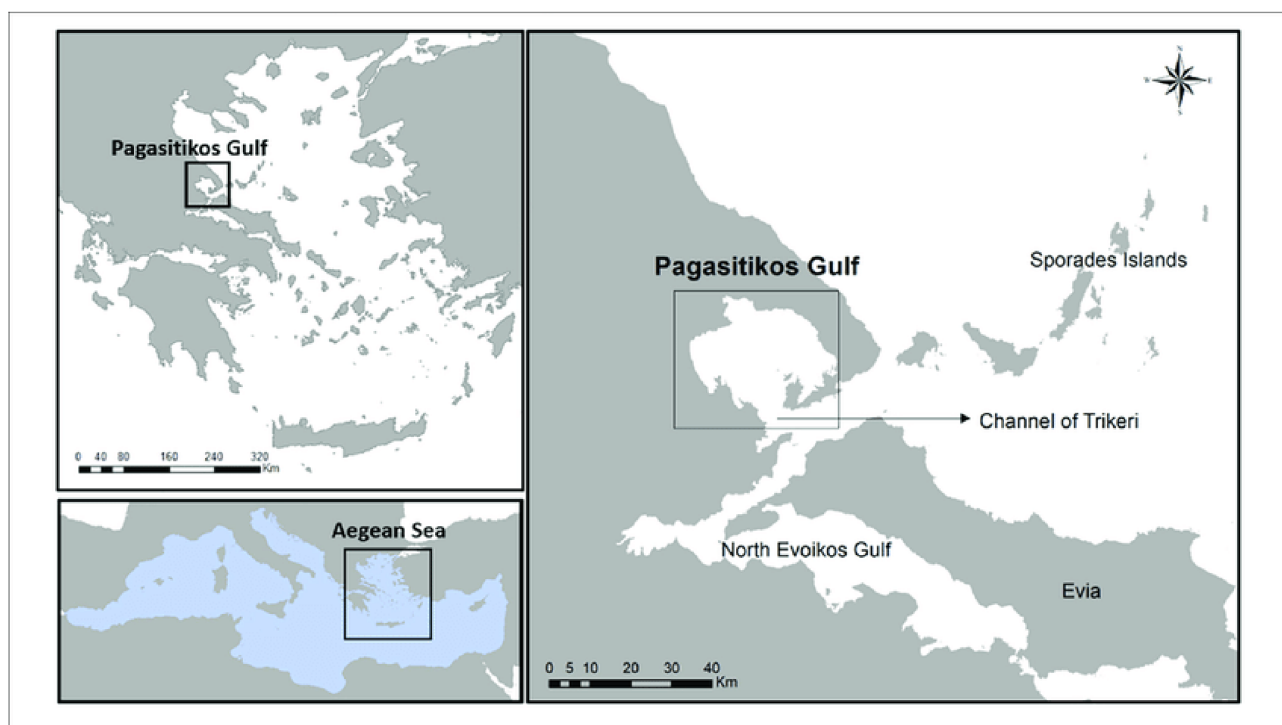 Pagasitikos Gulf
0 40 80 160 240 320
Km
Aegean Sea
N
W E
S
Sporades Islands
Pagasitikos Gulf
Channel of Trikeri
North Evoikos Gulf
Evia
0 5 10 20 30 40
Km